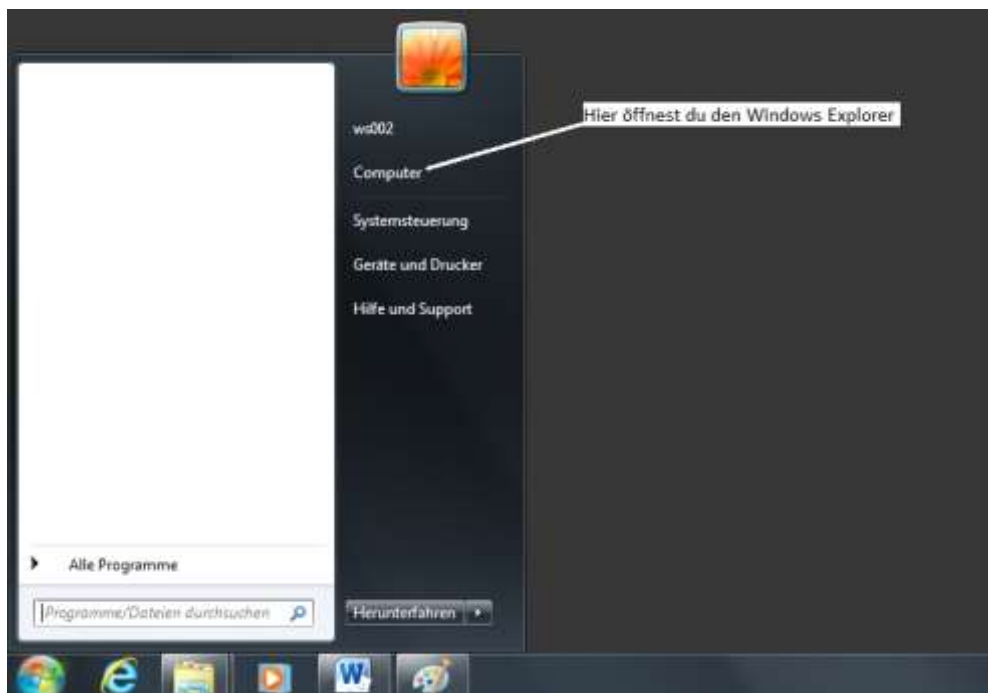 ws002
Hier öffnest du den Windows Explorer
Computer
Systemsteuerung
Geräte und Drucker
Hilfe und Support
Alle Programme
Programme/Dateien durchsuchen
Herunterfahren